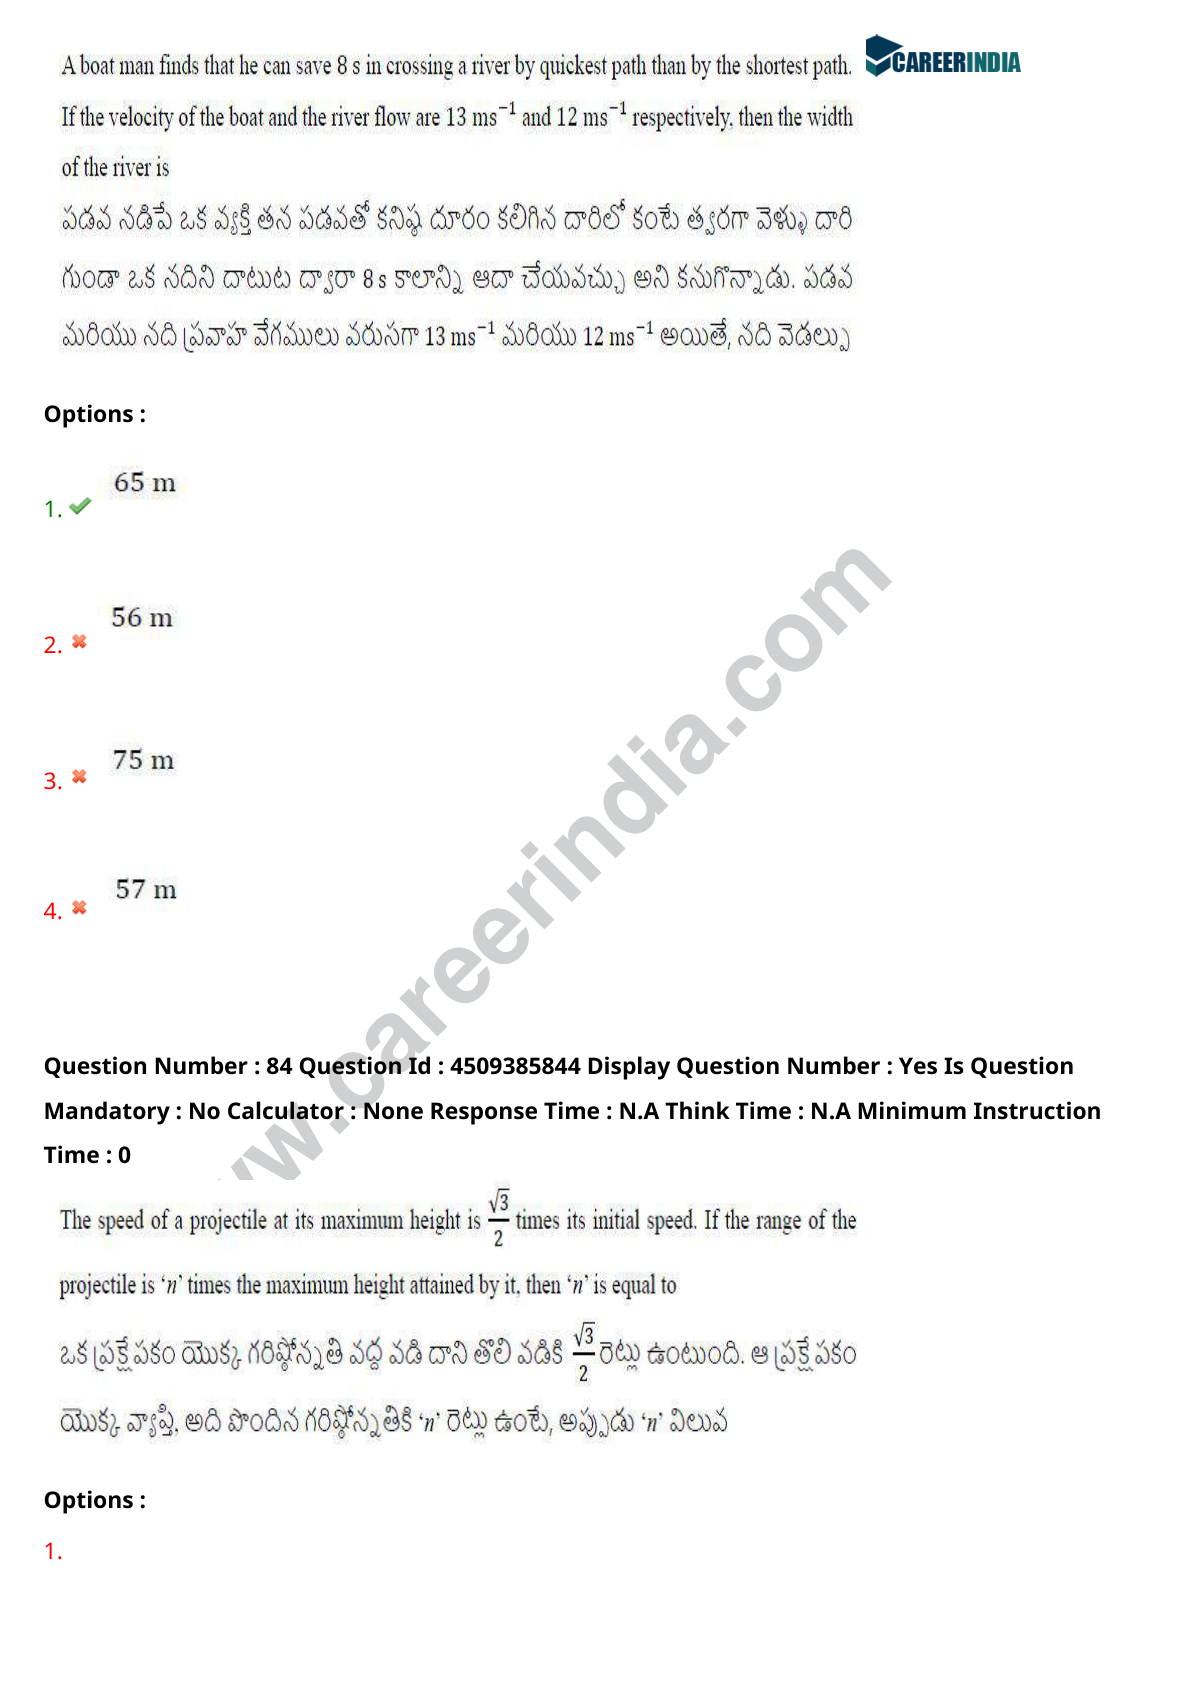 CAREERINDIA
A boat man finds that he can save 8 s in crossing a river by quickest path than by the shortest path.
If the velocity of the boat and the river flow are 13 ms⁻¹ and 12 ms⁻¹ respectively, then the width
of the river is
పడవ నడిపే ఒక వ్యక్తి తన పడవతో కనిష్ఠ దూరం కలిగిన దారిలో కంటే త్వరగా వెళ్ళు దారి
గుండా ఒక నదిని దాటుట ద్వారా 8 s కాలాన్ని ఆదా చేయవచ్చు అని కనుగొన్నాడు. పడవ
మరియు నది ప్రవాహ వేగములు వరుసగా 13 ms⁻¹ మరియు 12 ms⁻¹ అయితే, నది వెడల్పు
Options :
1. 65 m
2. 56 m
3. 75 m
4. 57 m
www.careerindia.com
Question Number : 84 Question Id : 4509385844 Display Question Number : Yes Is Question
Mandatory : No Calculator : None Response Time : N.A Think Time : N.A Minimum Instruction
Time : 0
The speed of a projectile at its maximum height is √3/2 times its initial speed. If the range of the
projectile is ‘n’ times the maximum height attained by it, then ‘n’ is equal to
ఒక ప్రక్షేపకం యొక్క గరిష్ఠోన్నతి వద్ద వడి దాని తొలి వడికి √3/2 రెట్లు ఉంటుంది. ఆ ప్రక్షేపకం
యొక్క వ్యాప్తి, అది పొందిన గరిష్ఠోన్నతికి ‘n’ రెట్లు ఉంటే, అప్పుడు ‘n’ విలువ
Options :
1.